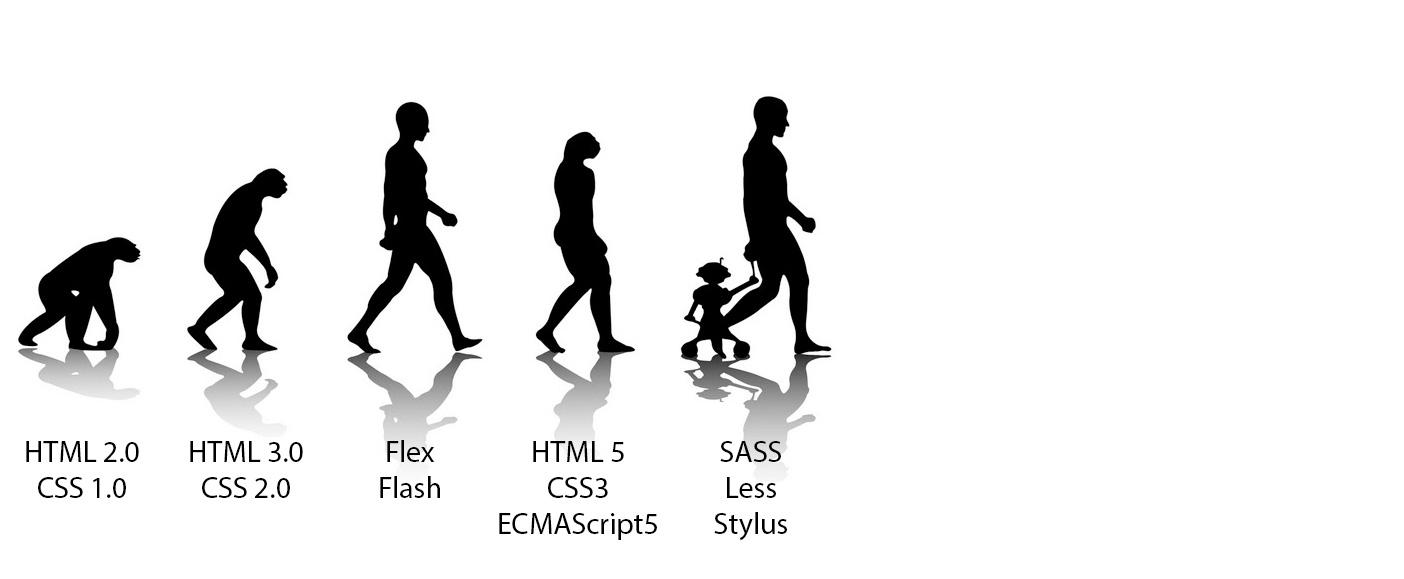 HTML 2.0
CSS 1.0
HTML 3.0
CSS 2.0
Flex
Flash
HTML 5
CSS3
ECMAScript5
SASS
Less
Stylus